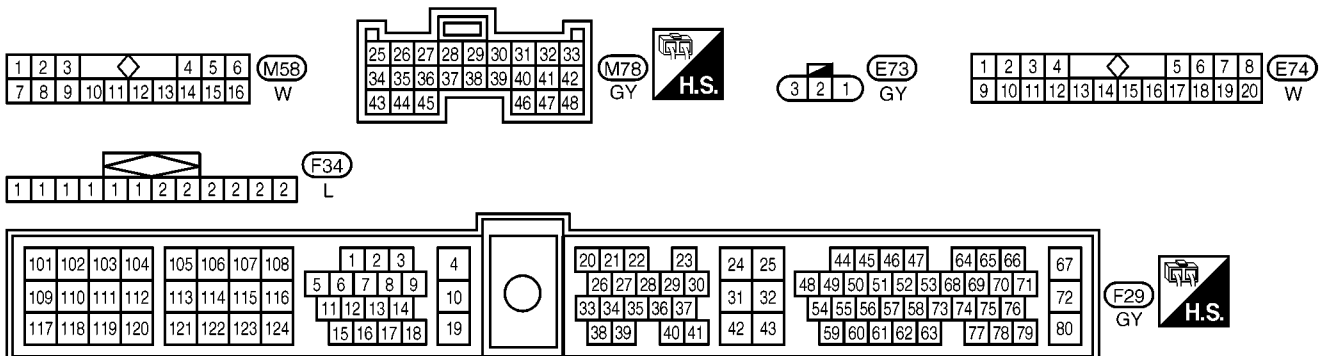 1 2 3 4 5 6
7 8 9 10 11 12 13 14 15 16
M58
W
25 26 27 28 29 30 31 32 33
34 35 36 37 38 39 40 41 42
43 44 45 46 47 48
M78
GY
H.S.
3 2 1
E73
GY
1 2 3 4 5 6 7 8
9 10 11 12 13 14 15 16 17 18 19 20
E74
W
F34
L
1 1 1 1 1 1 2 2 2 2 2 2
101 102 103 104 105 106 107 108
109 110 111 112 113 114 115 116
117 118 119 120 121 122 123 124
1 2 3 4
5 6 7 8 9 10
11 12 13 14
15 16 17 18 19
20 21 22 23 24 25
26 27 28 29 30
33 34 35 36 37 31 32
38 39 40 41 42 43
44 45 46 47 64 65 66 67
48 49 50 51 52 53 68 69 70 71 72
54 55 56 57 58 73 74 75 76
59 60 61 62 63 77 78 79 80
F29
GY
H.S.